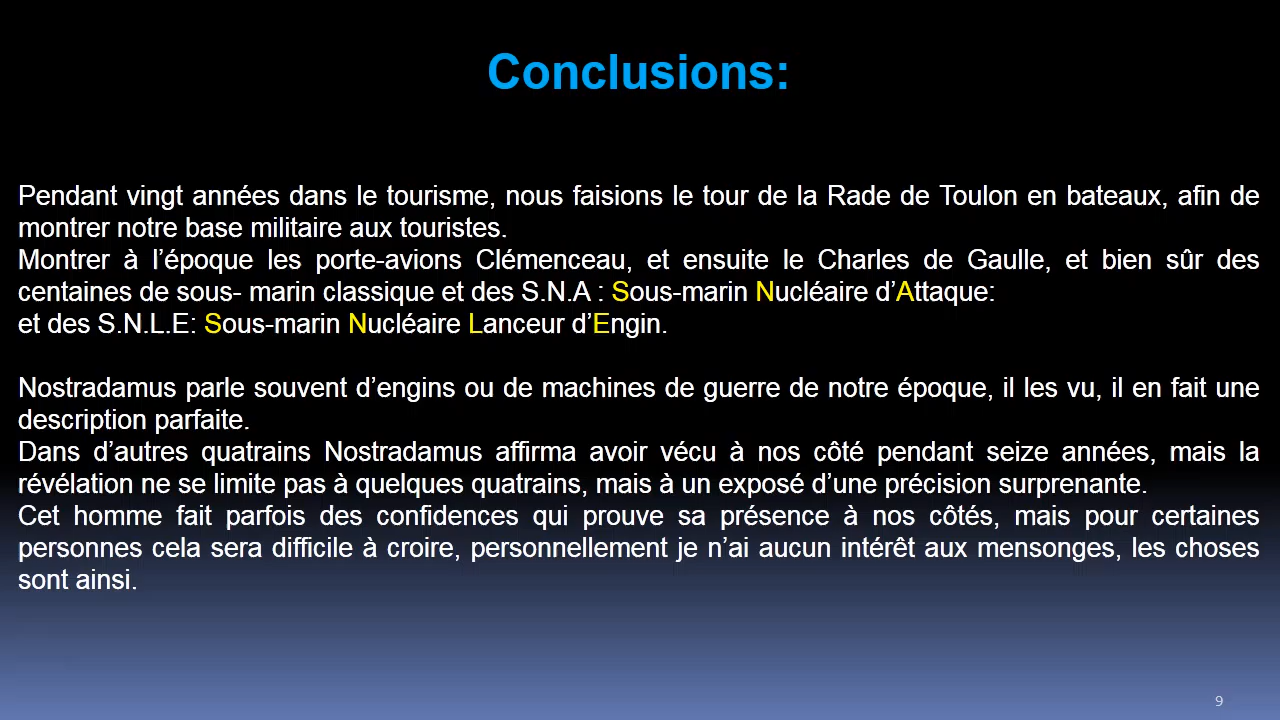 Conclusions:
Pendant vingt années dans le tourisme, nous faisions le tour de la Rade de Toulon en bateaux, afin de
montrer notre base militaire aux touristes.
Montrer à l’époque les porte-avions Clémenceau, et ensuite le Charles de Gaulle, et bien sûr des
centaines de sous- marin classique et des S.N.A : Sous-marin Nucléaire d’Attaque:
et des S.N.L.E: Sous-marin Nucléaire Lanceur d’Engin.
Nostradamus parle souvent d’engins ou de machines de guerre de notre époque, il les vu, il en fait une
description parfaite.
Dans d’autres quatrains Nostradamus affirma avoir vécu à nos côté pendant seize années, mais la
révélation ne se limite pas à quelques quatrains, mais à un exposé d’une précision surprenante.
Cet homme fait parfois des confidences qui prouve sa présence à nos côtés, mais pour certaines
personnes cela sera difficile à croire, personnellement je n’ai aucun intérêt aux mensonges, les choses
sont ainsi.
9